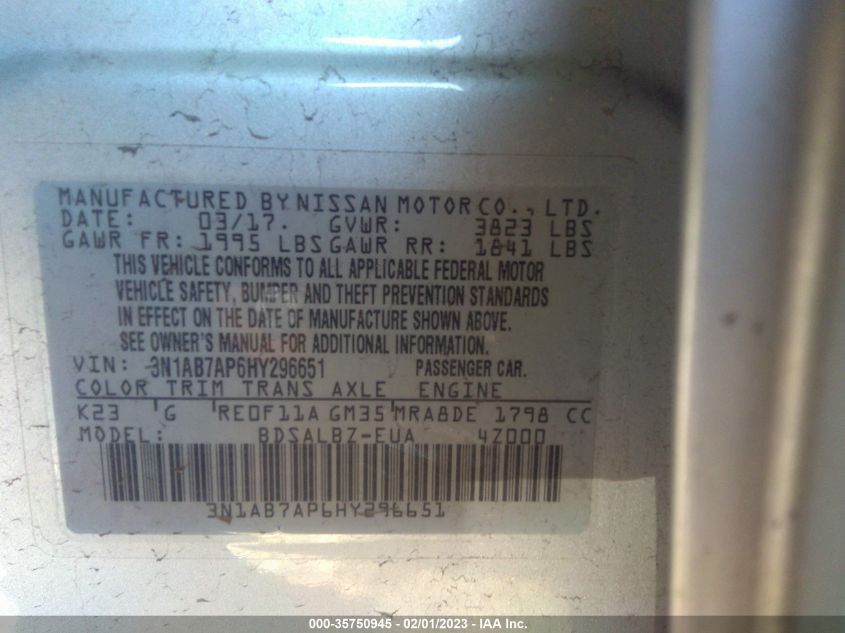 MANUFACTURED BY NISSAN MOTOR CO., LTD.
DATE: 03/17. GVWR: 3823 LBS
GAWR FR: 1995 LBS GAWR RR: 1841 LBS
THIS VEHICLE CONFORMS TO ALL APPLICABLE FEDERAL MOTOR
VEHICLE SAFETY, BUMPER AND THEFT PREVENTION STANDARDS
IN EFFECT ON THE DATE OF MANUFACTURE SHOWN ABOVE.
SEE OWNER'S MANUAL FOR ADDITIONAL INFORMATION.
VIN: 3N1AB7AP6HY296651 PASSENGER CAR.
COLOR TRIM TRANS AXLE ENGINE
K23 G RE0F11A GM35 MRA8DE 1798 CC
MODEL: BDSALBZ-EUA 4Z000
3N1AB7AP6HY296651
000-35750945 - 02/01/2023 - IAA Inc.